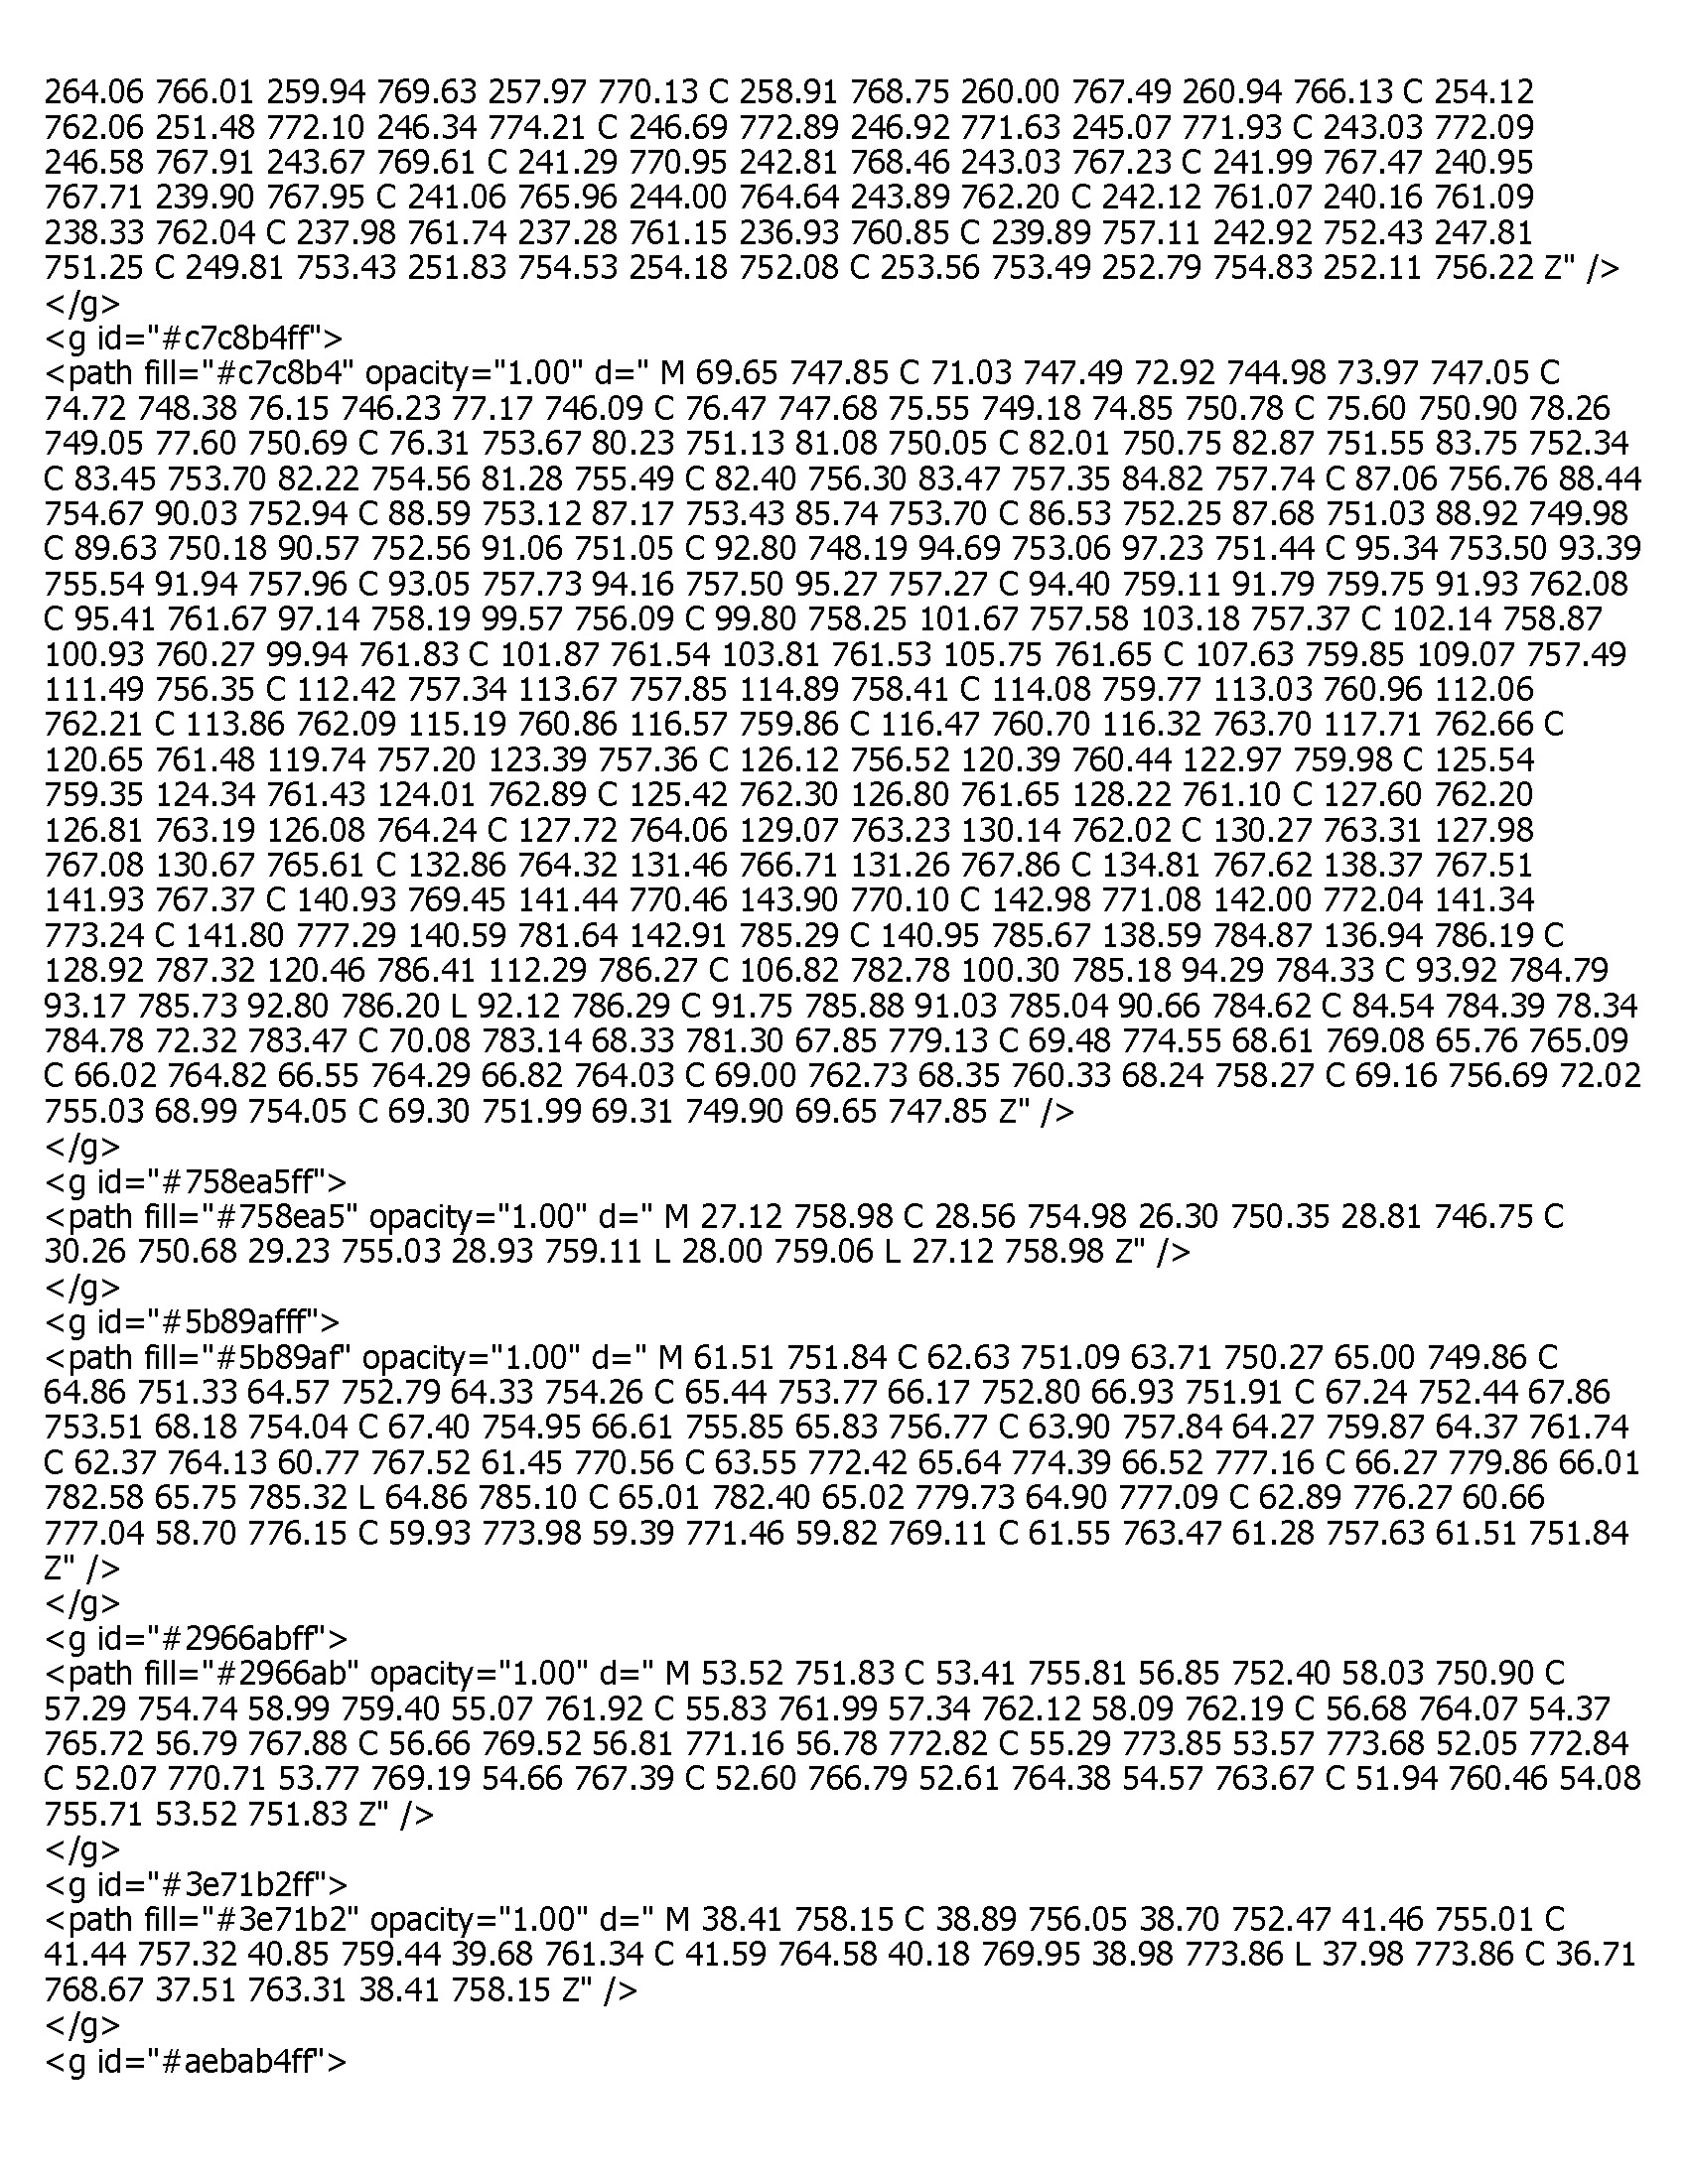 264.06 766.01 259.94 769.63 257.97 770.13 C 258.91 768.75 260.00 767.49 260.94 766.13 C 254.12
762.06 251.48 772.10 246.34 774.21 C 246.69 772.89 246.92 771.63 245.07 771.93 C 243.03 772.09
246.58 767.91 243.67 769.61 C 241.29 770.95 242.81 768.46 243.03 767.23 C 241.99 767.47 240.95
767.71 239.90 767.95 C 241.06 765.96 244.00 764.64 243.89 762.20 C 242.12 761.07 240.16 761.09
238.33 762.04 C 237.98 761.74 237.28 761.15 236.93 760.85 C 239.89 757.11 242.92 752.43 247.81
751.25 C 249.81 753.43 251.83 754.53 254.18 752.08 C 253.56 753.49 252.79 754.83 252.11 756.22 Z" />
</g>
<g id="#c7c8b4ff">
<path fill="#c7c8b4" opacity="1.00" d=" M 69.65 747.85 C 71.03 747.49 72.92 744.98 73.97 747.05 C
74.72 748.38 76.15 746.23 77.17 746.09 C 76.47 747.68 75.55 749.18 74.85 750.78 C 75.60 750.90 78.26
749.05 77.60 750.69 C 76.31 753.67 80.23 751.13 81.08 750.05 C 82.01 750.75 82.87 751.55 83.75 752.34
C 83.45 753.70 82.22 754.56 81.28 755.49 C 82.40 756.30 83.47 757.35 84.82 757.74 C 87.06 756.76 88.44
754.67 90.03 752.94 C 88.59 753.12 87.17 753.43 85.74 753.70 C 86.53 752.25 87.68 751.03 88.92 749.98
C 89.63 750.18 90.57 752.56 91.06 751.05 C 92.80 748.19 94.69 753.06 97.23 751.44 C 95.34 753.50 93.39
755.54 91.94 757.96 C 93.05 757.73 94.16 757.50 95.27 757.27 C 94.40 759.11 91.79 759.75 91.93 762.08
C 95.41 761.67 97.14 758.19 99.57 756.09 C 99.80 758.25 101.67 757.58 103.18 757.37 C 102.14 758.87
100.93 760.27 99.94 761.83 C 101.87 761.54 103.81 761.53 105.75 761.65 C 107.63 759.85 109.07 757.49
111.49 756.35 C 112.42 757.34 113.67 757.85 114.89 758.41 C 114.08 759.77 113.03 760.96 112.06
762.21 C 113.86 762.09 115.19 760.86 116.57 759.86 C 116.47 760.70 116.32 763.70 117.71 762.66 C
120.65 761.48 119.74 757.20 123.39 757.36 C 126.12 756.52 120.39 760.44 122.97 759.98 C 125.54
759.35 124.34 761.43 124.01 762.89 C 125.42 762.30 126.80 761.65 128.22 761.10 C 127.60 762.20
126.81 763.19 126.08 764.24 C 127.72 764.06 129.07 763.23 130.14 762.02 C 130.27 763.31 127.98
767.08 130.67 765.61 C 132.86 764.32 131.46 766.71 131.26 767.86 C 134.81 767.62 138.37 767.51
141.93 767.37 C 140.93 769.45 141.44 770.46 143.90 770.10 C 142.98 771.08 142.00 772.04 141.34
773.24 C 141.80 777.29 140.59 781.64 142.91 785.29 C 140.95 785.67 138.59 784.87 136.94 786.19 C
128.92 787.32 120.46 786.41 112.29 786.27 C 106.82 782.78 100.30 785.18 94.29 784.33 C 93.92 784.79
93.17 785.73 92.80 786.20 L 92.12 786.29 C 91.75 785.88 91.03 785.04 90.66 784.62 C 84.54 784.39 78.34
784.78 72.32 783.47 C 70.08 783.14 68.33 781.30 67.85 779.13 C 69.48 774.55 68.61 769.08 65.76 765.09
C 66.02 764.82 66.55 764.29 66.82 764.03 C 69.00 762.73 68.35 760.33 68.24 758.27 C 69.16 756.69 72.02
755.03 68.99 754.05 C 69.30 751.99 69.31 749.90 69.65 747.85 Z" />
</g>
<g id="#758ea5ff">
<path fill="#758ea5" opacity="1.00" d=" M 27.12 758.98 C 28.56 754.98 26.30 750.35 28.81 746.75 C
30.26 750.68 29.23 755.03 28.93 759.11 L 28.00 759.06 L 27.12 758.98 Z" />
</g>
<g id="#5b89afff">
<path fill="#5b89af" opacity="1.00" d=" M 61.51 751.84 C 62.63 751.09 63.71 750.27 65.00 749.86 C
64.86 751.33 64.57 752.79 64.33 754.26 C 65.44 753.77 66.17 752.80 66.93 751.91 C 67.24 752.44 67.86
753.51 68.18 754.04 C 67.40 754.95 66.61 755.85 65.83 756.77 C 63.90 757.84 64.27 759.87 64.37 761.74
C 62.37 764.13 60.77 767.52 61.45 770.56 C 63.55 772.42 65.64 774.39 66.52 777.16 C 66.27 779.86 66.01
782.58 65.75 785.32 L 64.86 785.10 C 65.01 782.40 65.02 779.73 64.90 777.09 C 62.89 776.27 60.66
777.04 58.70 776.15 C 59.93 773.98 59.39 771.46 59.82 769.11 C 61.55 763.47 61.28 757.63 61.51 751.84
Z" />
</g>
<g id="#2966abff">
<path fill="#2966ab" opacity="1.00" d=" M 53.52 751.83 C 53.41 755.81 56.85 752.40 58.03 750.90 C
57.29 754.74 58.99 759.40 55.07 761.92 C 55.83 761.99 57.34 762.12 58.09 762.19 C 56.68 764.07 54.37
765.72 56.79 767.88 C 56.66 769.52 56.81 771.16 56.78 772.82 C 55.29 773.85 53.57 773.68 52.05 772.84
C 52.07 770.71 53.77 769.19 54.66 767.39 C 52.60 766.79 52.61 764.38 54.57 763.67 C 51.94 760.46 54.08
755.71 53.52 751.83 Z" />
</g>
<g id="#3e71b2ff">
<path fill="#3e71b2" opacity="1.00" d=" M 38.41 758.15 C 38.89 756.05 38.70 752.47 41.46 755.01 C
41.44 757.32 40.85 759.44 39.68 761.34 C 41.59 764.58 40.18 769.95 38.98 773.86 L 37.98 773.86 C 36.71
768.67 37.51 763.31 38.41 758.15 Z" />
</g>
<g id="#aebab4ff">